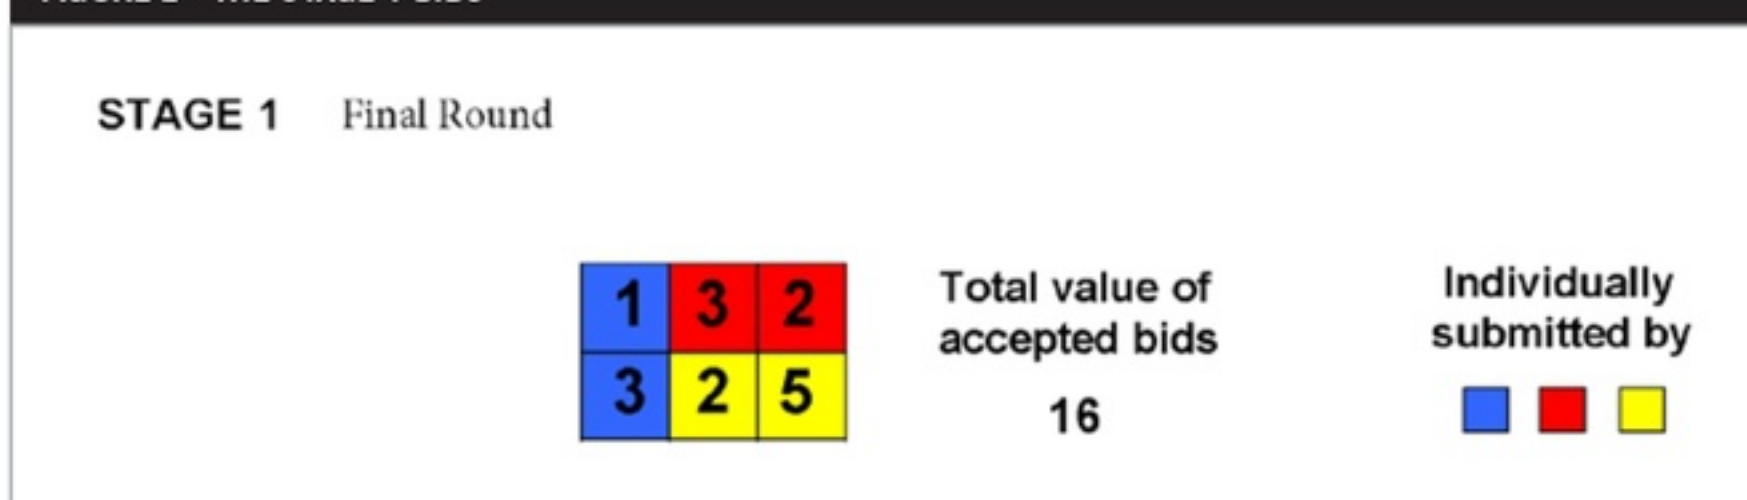 STAGE 1 Final Round
1 3 2
3 2 5
Total value of
accepted bids
16
Individually
submitted by